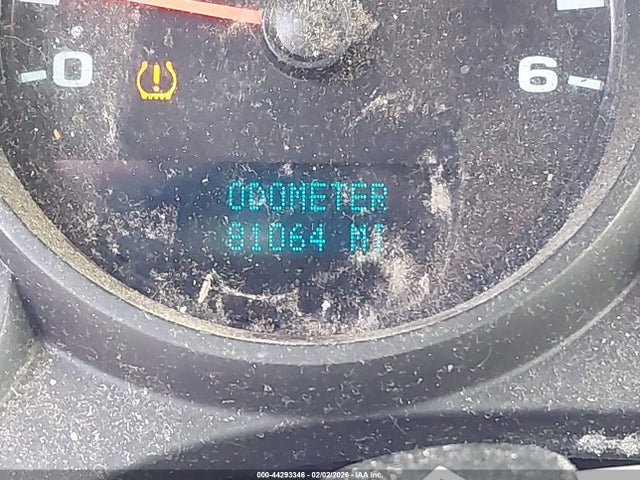 0
6
ODOMETER
81064 MI
000-44293346 - 02/02/2026 - IAA Inc.